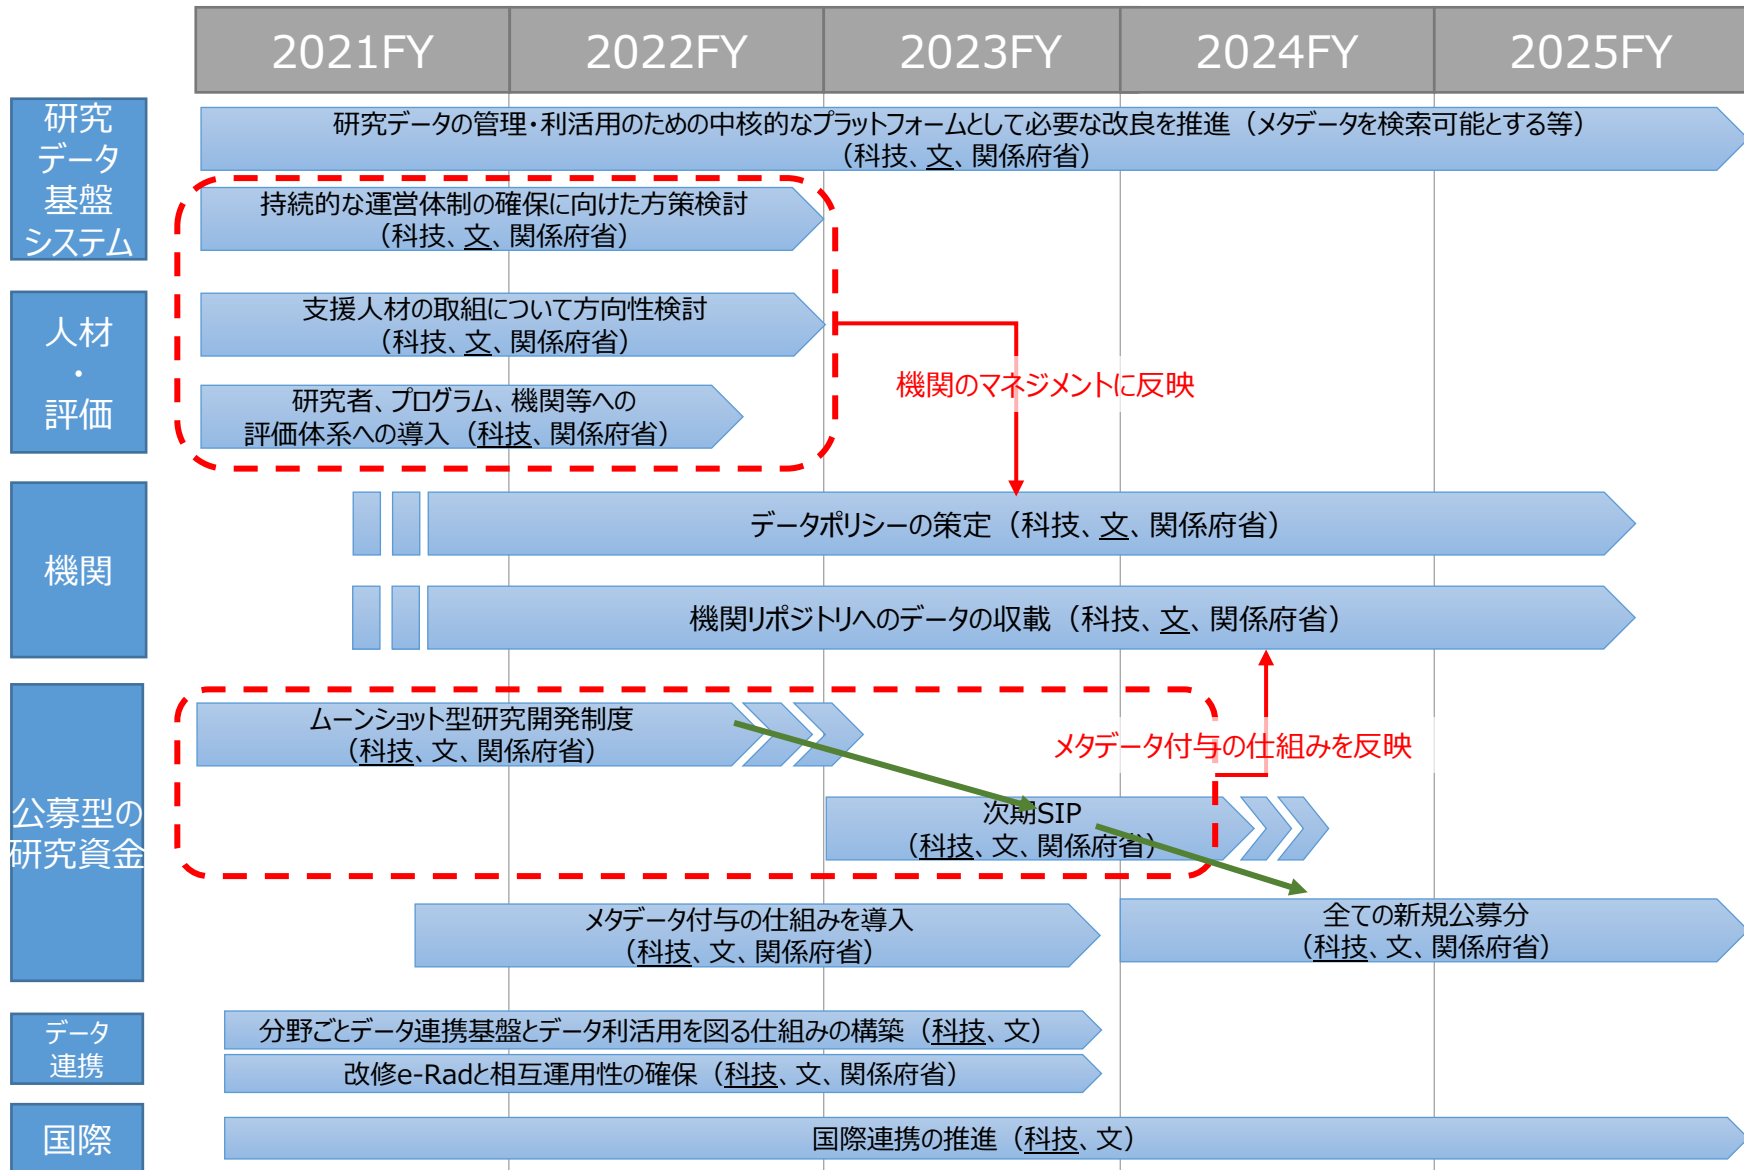 2021FY
2022FY
2023FY
2024FY
2025FY
研究
データ
基盤
システム
研究データの管理・利活用のための中核的なプラットフォームとして必要な改良を推進（メタデータを検索可能とする等）
（科技、文、関係府省）
持続的な運営体制の確保に向けた方策検討
（科技、文、関係府省）
人材
・
評価
支援人材の取組について方向性検討
（科技、文、関係府省）
研究者、プログラム、機関等への
評価体系への導入（科技、関係府省）
機関のマネジメントに反映
機関
データポリシーの策定（科技、文、関係府省）
機関リポジトリへのデータの収載（科技、文、関係府省）
公募型の
研究資金
ムーンショット型研究開発制度
（科技、文、関係府省）
メタデータ付与の仕組みを反映
次期SIP
（科技、文、関係府省）
メタデータ付与の仕組みを導入
（科技、文、関係府省）
全ての新規公募分
（科技、文、関係府省）
データ
連携
分野ごとデータ連携基盤とデータ利活用を図る仕組みの構築（科技、文）
改修e-Radと相互運用性の確保（科技、文、関係府省）
国際
国際連携の推進（科技、文）